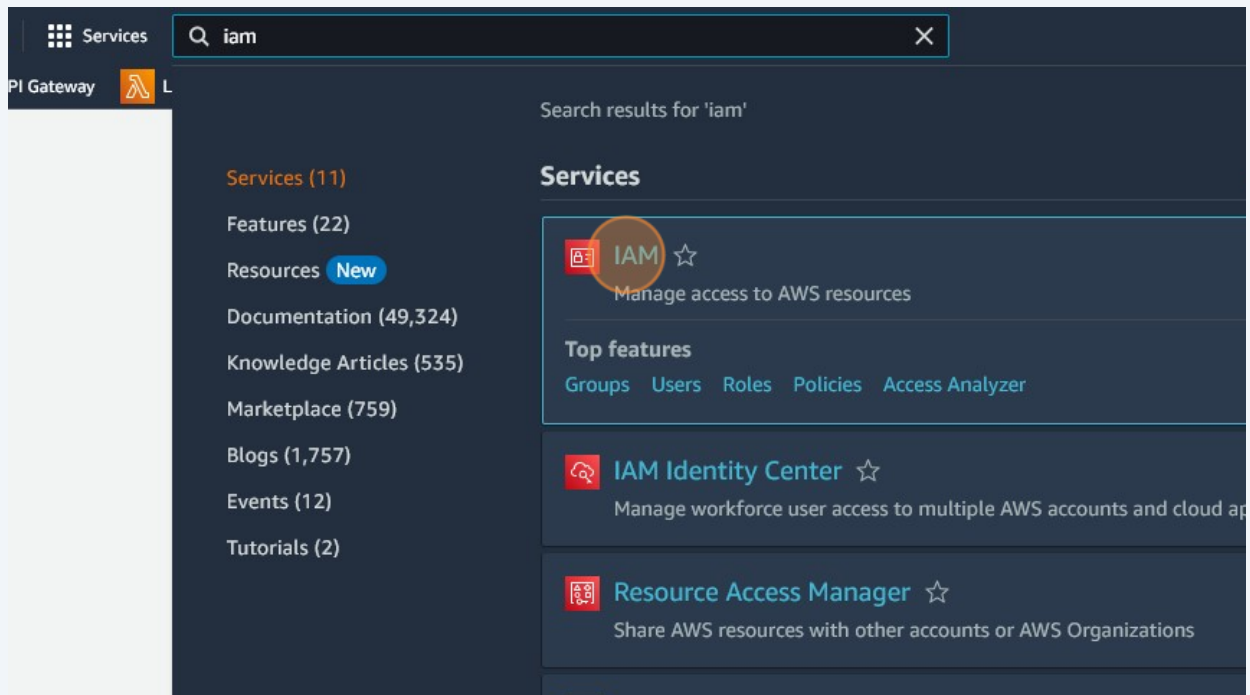 Services
iam
PI Gateway
L
Search results for 'iam'
Services (11)
Features (22)
Resources New
Documentation (49,324)
Knowledge Articles (535)
Marketplace (759)
Blogs (1,757)
Events (12)
Tutorials (2)
Services
IAM
Manage access to AWS resources
Top features
Groups Users Roles Policies Access Analyzer
IAM Identity Center
Manage workforce user access to multiple AWS accounts and cloud ap
Resource Access Manager
Share AWS resources with other accounts or AWS Organizations